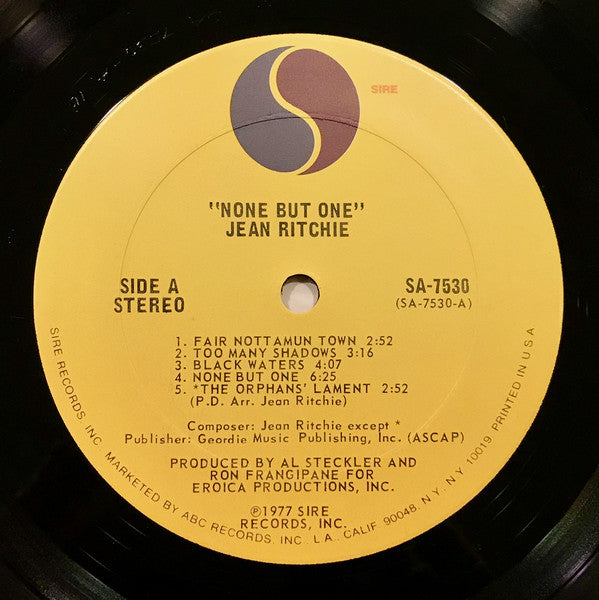 SIRE
"NONE BUT ONE"
JEAN RITCHIE
SIDE A
STEREO
SA-7530
(SA-7530-A)
1. FAIR NOTTAMUN TOWN 2:52
2. TOO MANY SHADOWS 3:16
3. BLACK WATERS 4:07
4. NONE BUT ONE 6:25
5. *THE ORPHANS' LAMENT 2:52
(P.D. Arr. Jean Ritchie)
Composer: Jean Ritchie except *
Publisher: Geordie Music Publishing, Inc. (ASCAP)
PRODUCED BY AL STECKLER AND
RON FRANGIPANE FOR
EROICA PRODUCTIONS, INC.
Ⓟ1977 SIRE
RECORDS, INC.
SIRE RECORDS, INC. MARKETED BY ABC RECORDS, INC. L.A., CALIF. 90048, N.Y., N.Y. 10019. PRINTED IN U S A